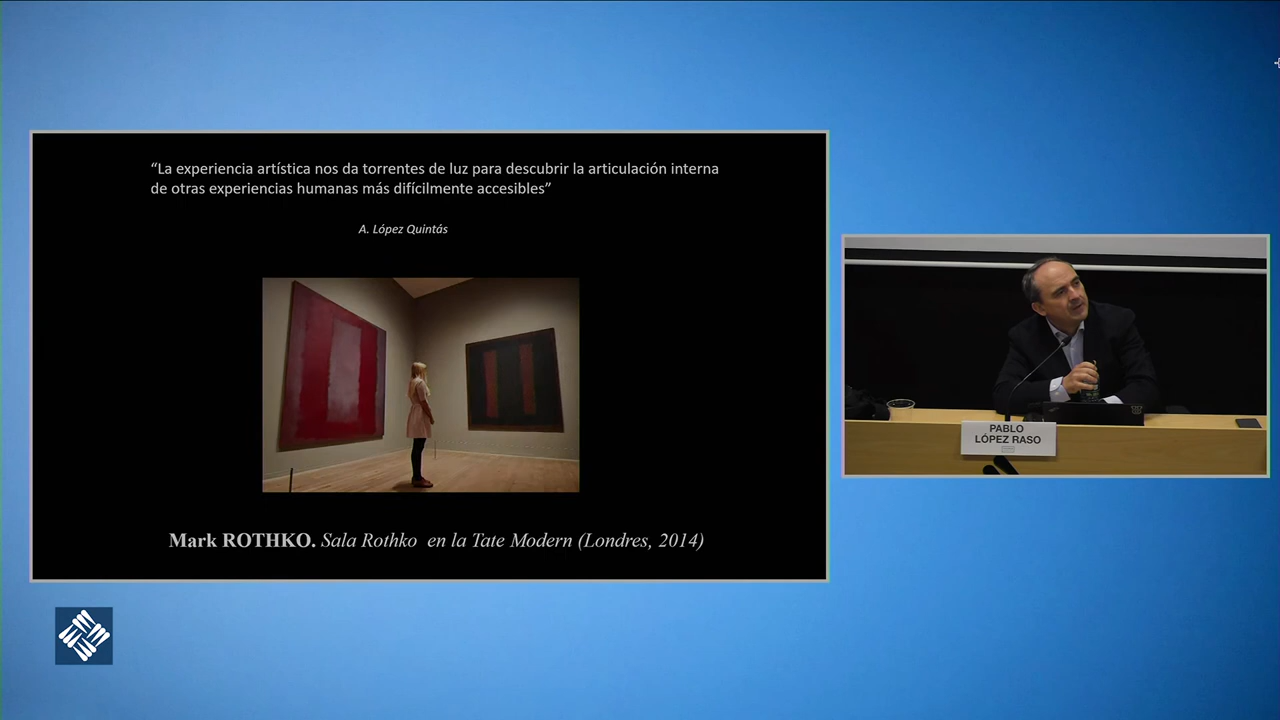 “La experiencia artística nos da torrentes de luz para descubrir la articulación interna
de otras experiencias humanas más difícilmente accesibles”
A. López Quintás
Mark ROTHKO. Sala Rothko en la Tate Modern (Londres, 2014)
PABLO
LÓPEZ RASO